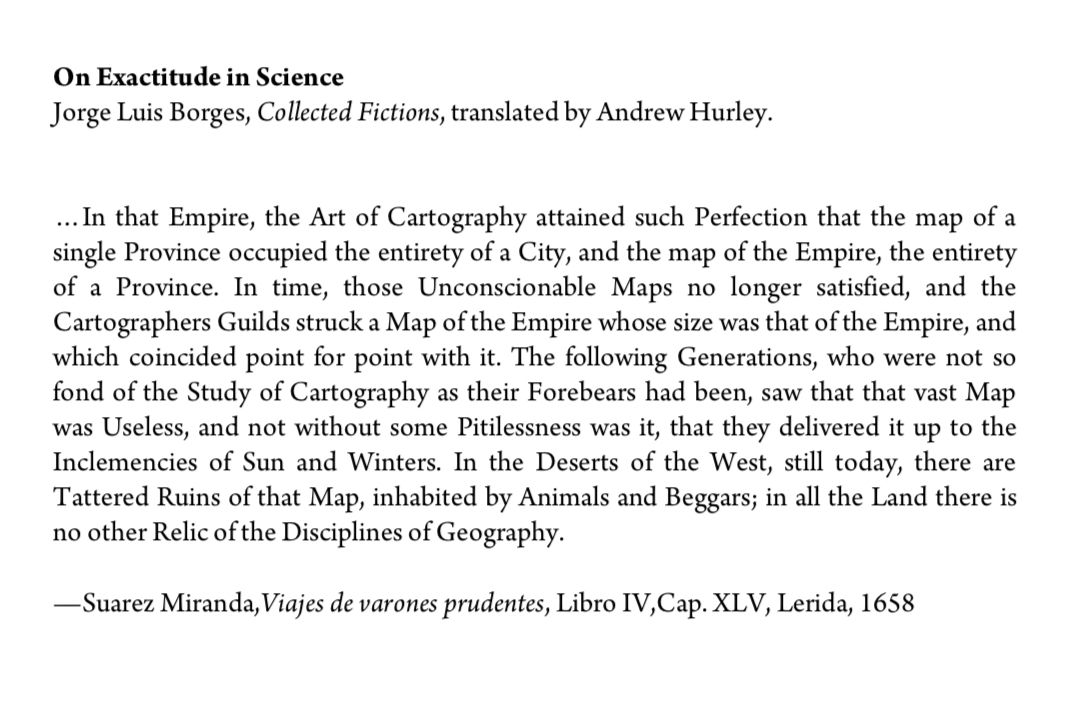 On Exactitude in Science
Jorge Luis Borges, Collected Fictions, translated by Andrew Hurley.
…In that Empire, the Art of Cartography attained such Perfection that the map of a
single Province occupied the entirety of a City, and the map of the Empire, the entirety
of a Province. In time, those Unconscionable Maps no longer satisfied, and the
Cartographers Guilds struck a Map of the Empire whose size was that of the Empire, and
which coincided point for point with it. The following Generations, who were not so
fond of the Study of Cartography as their Forebears had been, saw that that vast Map
was Useless, and not without some Pitilessness was it, that they delivered it up to the
Inclemencies of Sun and Winters. In the Deserts of the West, still today, there are
Tattered Ruins of that Map, inhabited by Animals and Beggars; in all the Land there is
no other Relic of the Disciplines of Geography.
—Suarez Miranda,Viajes de varones prudentes, Libro IV,Cap. XLV, Lerida, 1658